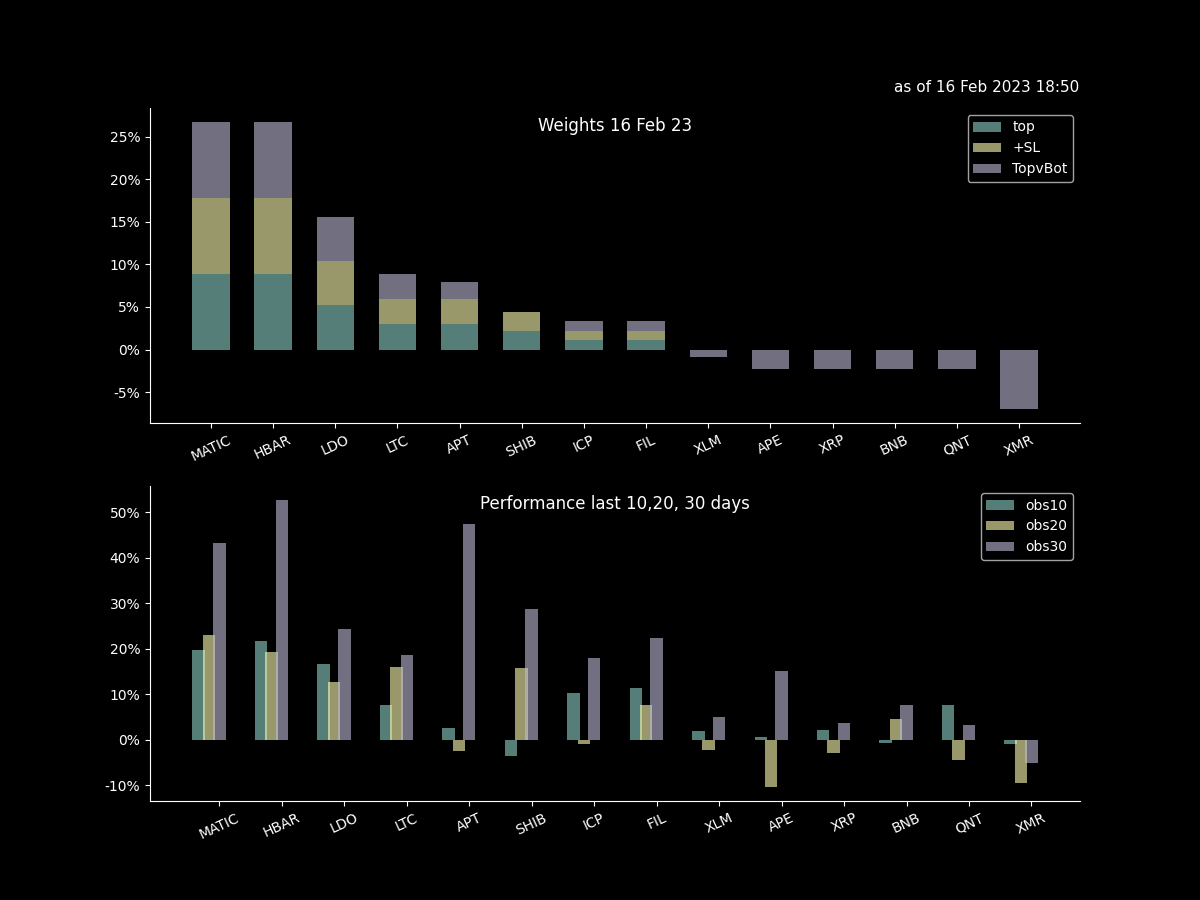 as of 16 Feb 2023 18:50
Weights 16 Feb 23
top
+SL
TopvBot
25%
20%
15%
10%
5%
0%
-5%
MATIC HBAR LDO LTC APT SHIB ICP FIL XLM APE XRP BNB QNT XMR
Performance last 10,20, 30 days
obs10
obs20
obs30
50%
40%
30%
20%
10%
0%
-10%
MATIC HBAR LDO LTC APT SHIB ICP FIL XLM APE XRP BNB QNT XMR